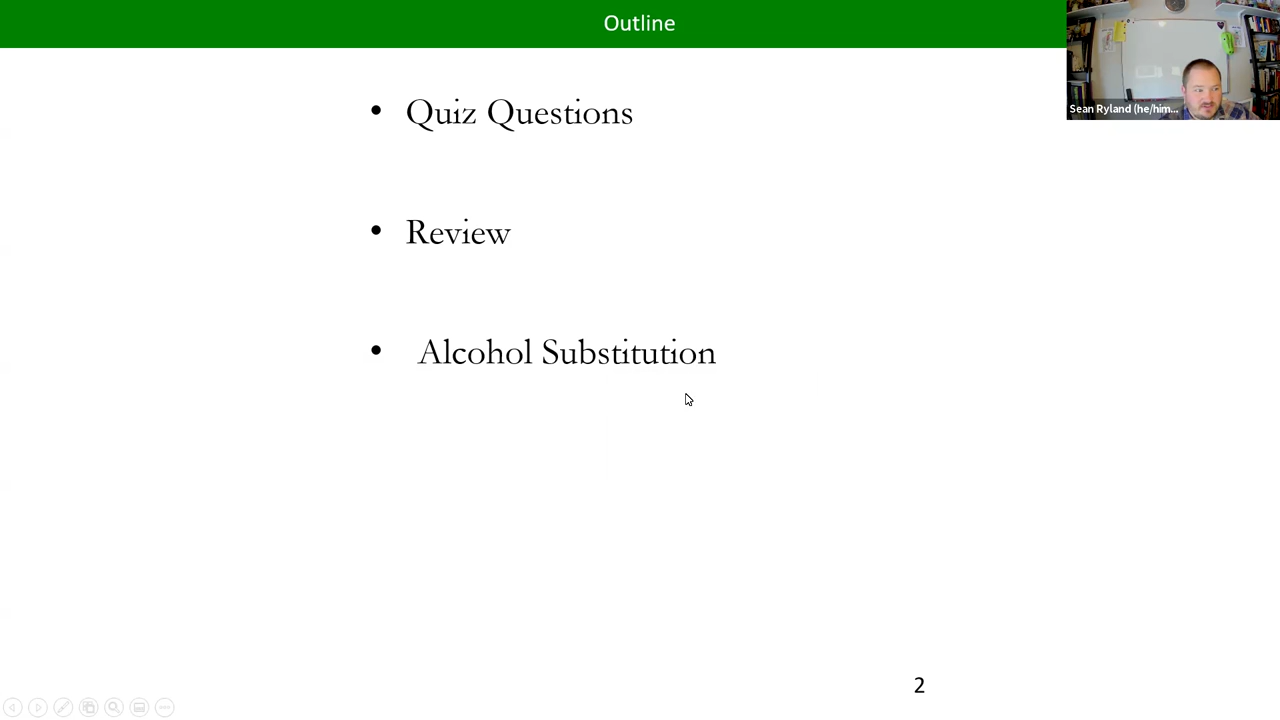 Outline
Sean Ryland (he/him...
• Quiz Questions
• Review
• Alcohol Substitution
2